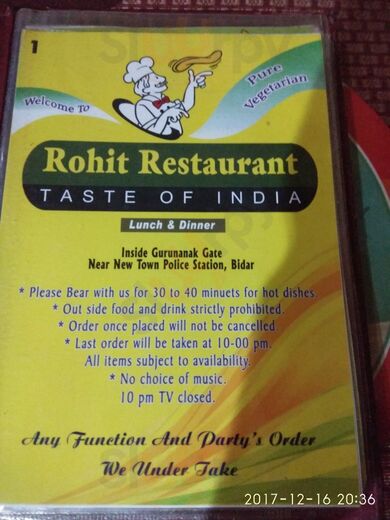 1
Welcome To
Pure
Vegetarian
Rohit Restaurant
TASTE OF INDIA
Lunch & Dinner
Inside Gurunanak Gate
Near New Town Police Station, Bidar
* Please Bear with us for 30 to 40 minuets for hot dishes.
* Out side food and drink strictly prohibited.
* Order once placed will not be cancelled.
* Last order will be taken at 10-00 pm.
All items subject to availability.
* No choice of music.
10 pm TV closed.
Any Function And Party's Order
We Under Take
2017-12-16 20:36